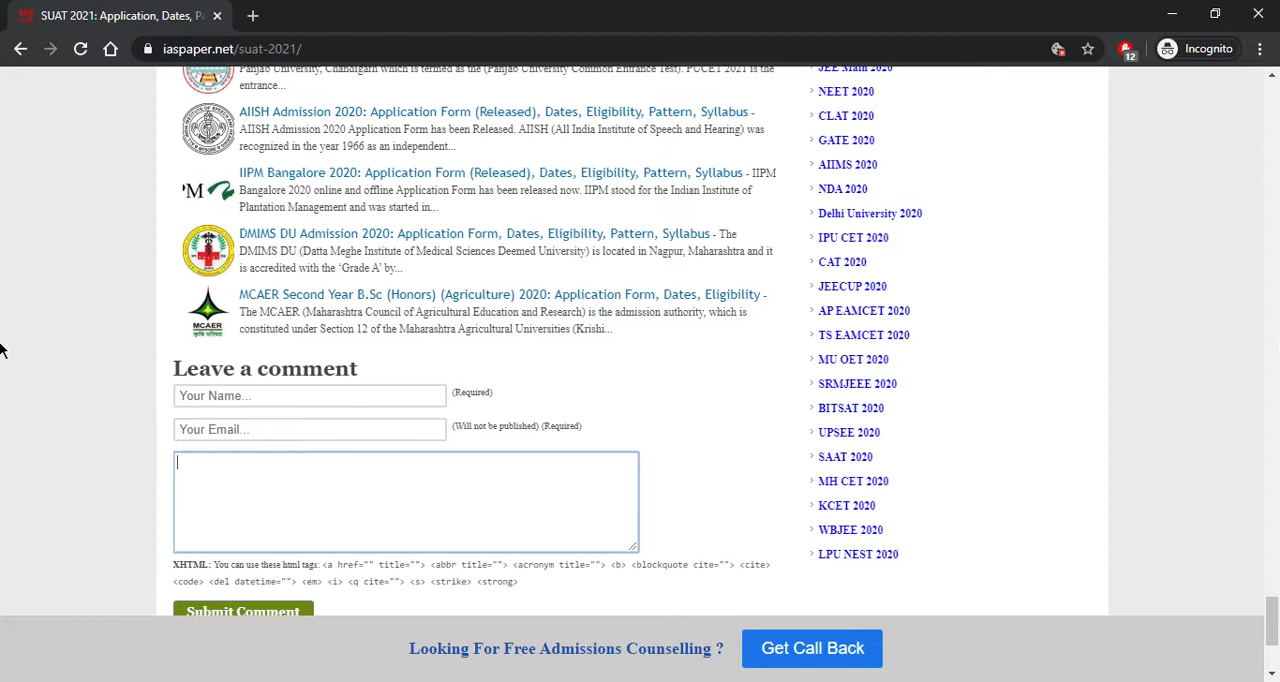 SUAT 2021: Application, Dates, P
iaspaper.net/suat-2021/
12
Incognito
Panjab University, Chandigarh which is termed as the (Panjab University Common Entrance Test). PUCET 2021 is the
entrance...
AIISH Admission 2020: Application Form (Released), Dates, Eligibility, Pattern, Syllabus -
AIISH Admission 2020 Application Form has been Released. AIISH (All India Institute of Speech and Hearing) was
recognized in the year 1966 as an independent...
PM
IIPM Bangalore 2020: Application Form (Released), Dates, Eligibility, Pattern, Syllabus - IIPM
Bangalore 2020 online and offline Application Form has been released now. IIPM stood for the Indian Institute of
Plantation Management and was started in...
DMIMS DU Admission 2020: Application Form, Dates, Eligibility, Pattern, Syllabus - The
DMIMS DU (Datta Meghe Institute of Medical Sciences Deemed University) is located in Nagpur, Maharashtra and it
is accredited with the ‘Grade A’ by...
MCAER Second Year B.Sc (Honors) (Agriculture) 2020: Application Form, Dates, Eligibility -
The MCAER (Maharashtra Council of Agricultural Education and Research) is the admission authority, which is
constituted under Section 12 of the Maharashtra Agricultural Universities (Krishi...
MCAER
Leave a comment
Your Name... (Required)
Your Email... (Will not be published) (Required)
XHTML: You can use these html tags: <a href="" title=""> <abbr title=""> <acronym title=""> <b> <blockquote cite=""> <cite>
<code> <del datetime=""> <em> <i> <q cite=""> <s> <strike> <strong>
Submit Comment
JEE Main 2020
NEET 2020
CLAT 2020
GATE 2020
AIIMS 2020
NDA 2020
Delhi University 2020
IPU CET 2020
CAT 2020
JEECUP 2020
AP EAMCET 2020
TS EAMCET 2020
MU OET 2020
SRMJEEE 2020
BITSAT 2020
UPSEE 2020
SAAT 2020
MH CET 2020
KCET 2020
WBJEE 2020
LPU NEST 2020
Looking For Free Admissions Counselling ?
Get Call Back